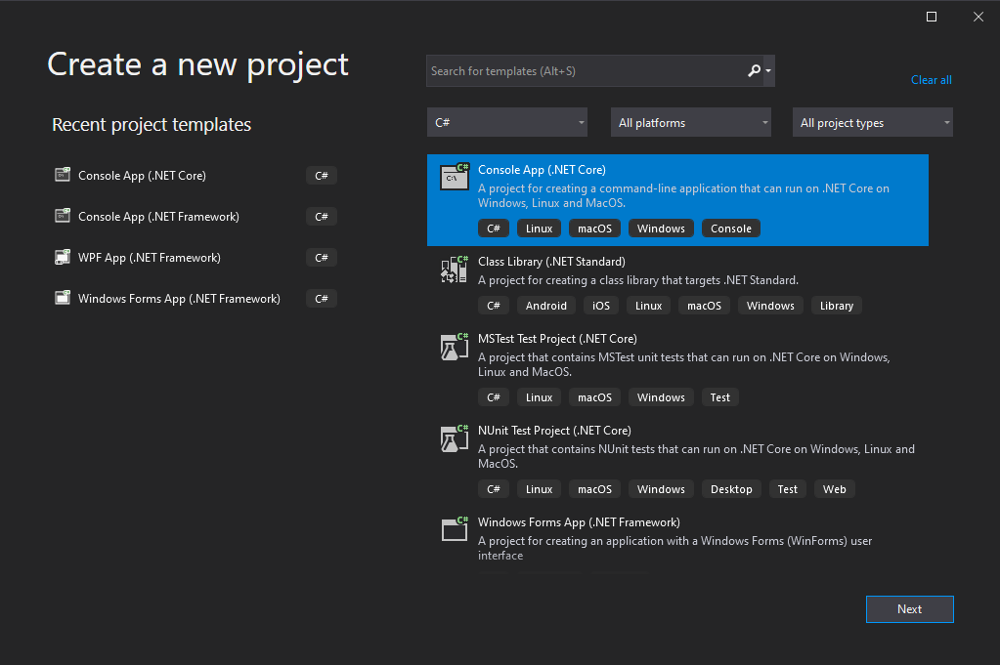 Create a new project
Search for templates (Alt+S)
Clear all
Recent project templates
C#
All platforms
All project types
Console App (.NET Core) C#
Console App (.NET Framework) C#
WPF App (.NET Framework) C#
Windows Forms App (.NET Framework) C#
C#
C:\
Console App (.NET Core)
A project for creating a command-line application that can run on .NET Core on
Windows, Linux and MacOS.
C# Linux macOS Windows Console
C#
Class Library (.NET Standard)
A project for creating a class library that targets .NET Standard.
C# Android iOS Linux macOS Windows Library
C#
MSTest Test Project (.NET Core)
A project that contains MSTest unit tests that can run on .NET Core on Windows,
Linux and MacOS.
C# Linux macOS Windows Test
C#
NUnit Test Project (.NET Core)
A project that contains NUnit tests that can run on .NET Core on Windows, Linux and
MacOS.
C# Linux macOS Windows Desktop Test Web
C#
Windows Forms App (.NET Framework)
A project for creating an application with a Windows Forms (WinForms) user
interface
Next